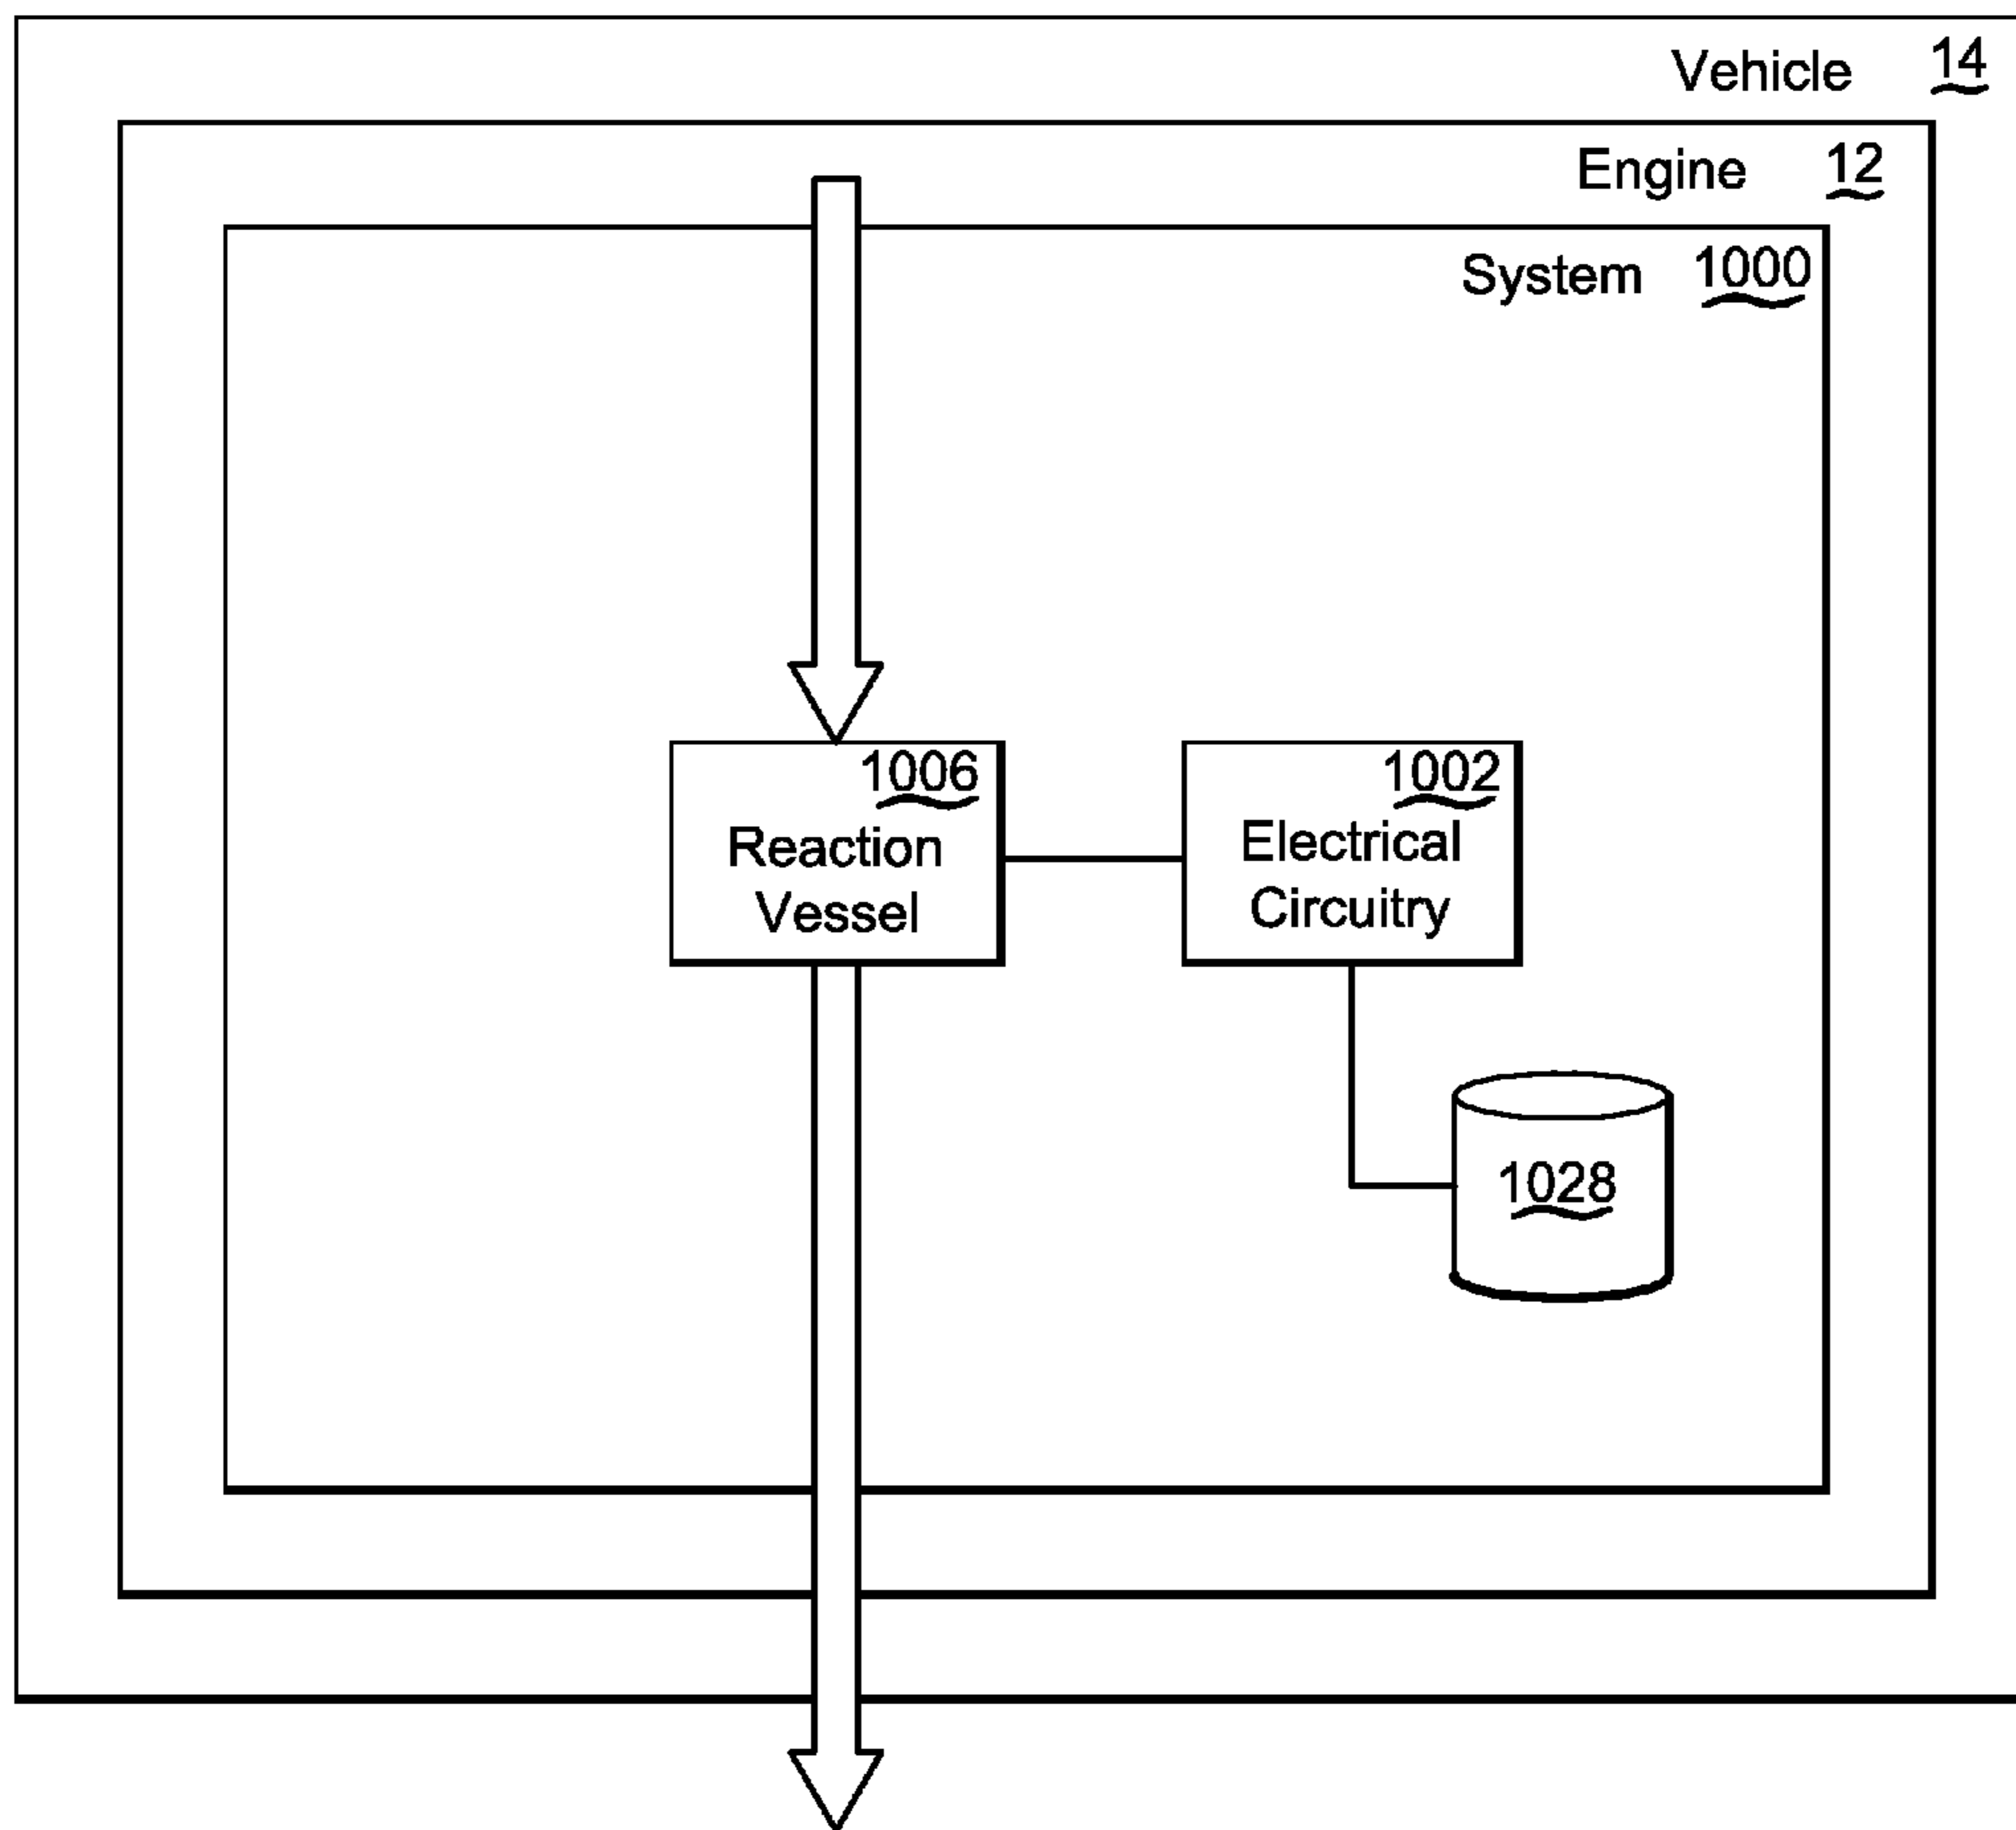 Vehicle 14
Engine 12
System 1000
1006
Reaction
Vessel
1002
Electrical
Circuitry
1028